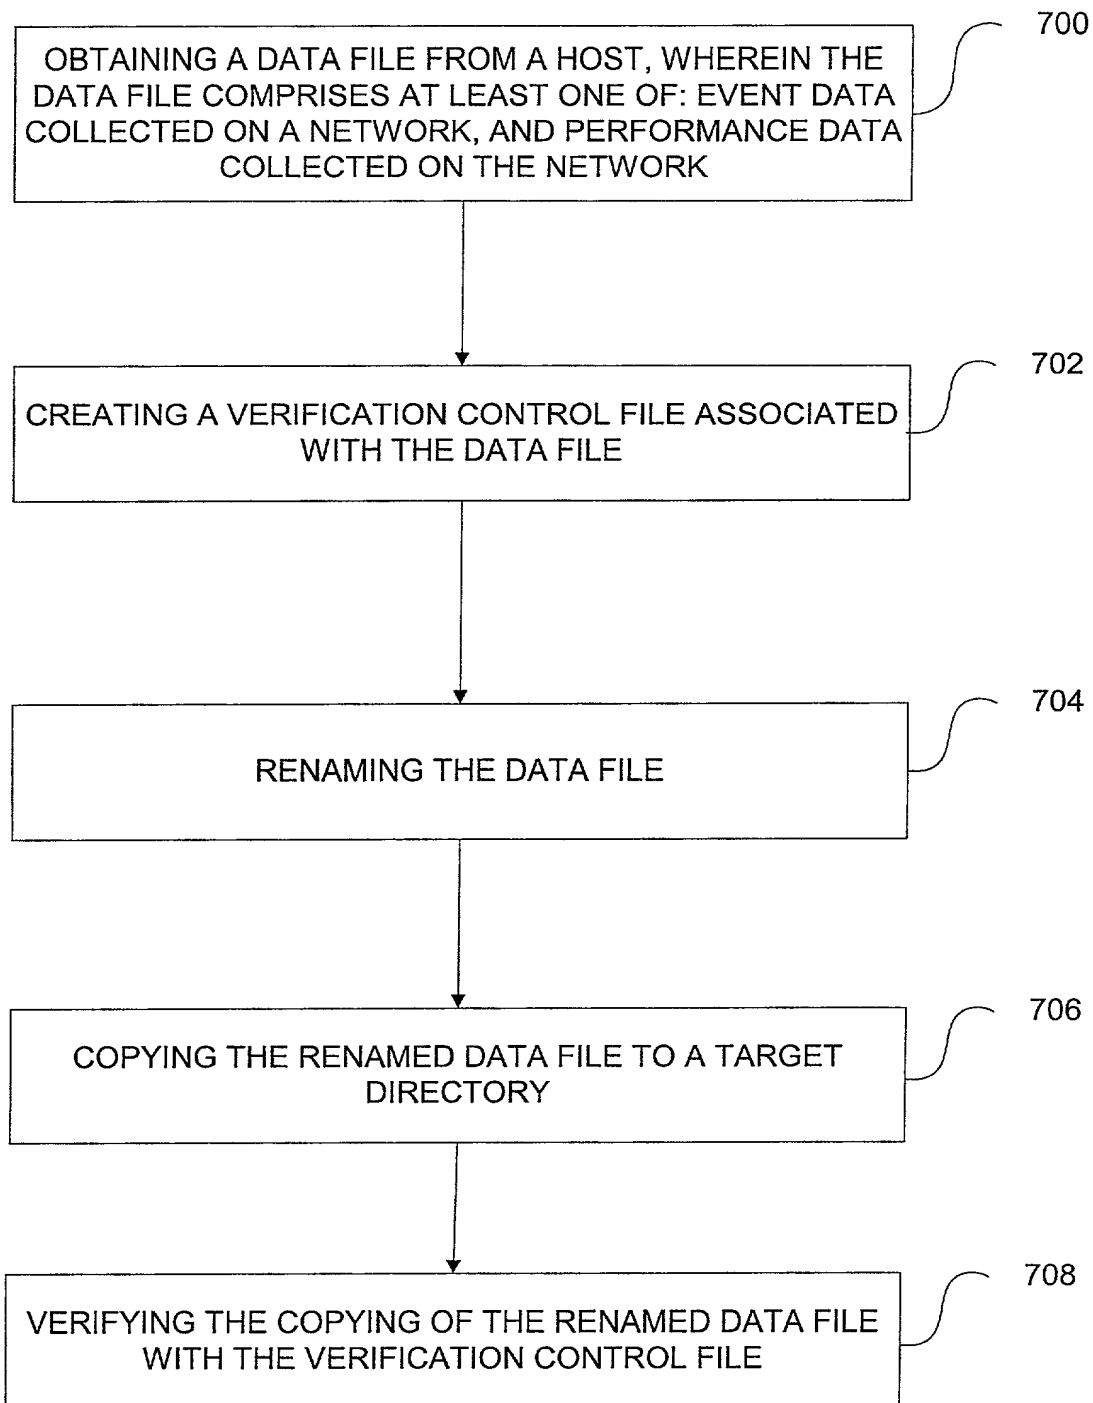 700
OBTAINING A DATA FILE FROM A HOST, WHEREIN THE
DATA FILE COMPRISES AT LEAST ONE OF: EVENT DATA
COLLECTED ON A NETWORK, AND PERFORMANCE DATA
COLLECTED ON THE NETWORK
702
CREATING A VERIFICATION CONTROL FILE ASSOCIATED
WITH THE DATA FILE
704
RENAMING THE DATA FILE
706
COPYING THE RENAMED DATA FILE TO A TARGET
DIRECTORY
708
VERIFYING THE COPYING OF THE RENAMED DATA FILE
WITH THE VERIFICATION CONTROL FILE